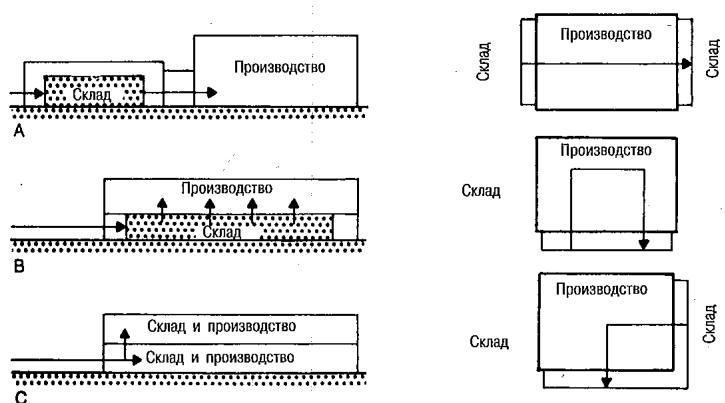 Склад
Производство
A
Производство
Склад
B
Склад и производство
Склад и производство
C
Склад
Производство
Склад
Производство
Склад
Производство
Склад
Склад